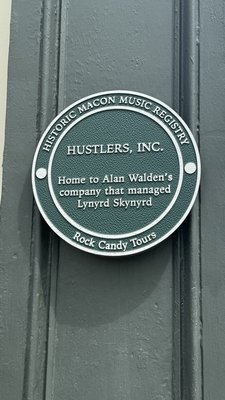 HISTORIC MACON MUSIC REGISTRY
HUSTLERS, INC.
Home to Alan Walden's
company that managed
Lynyrd Skynyrd
Rock Candy Tours